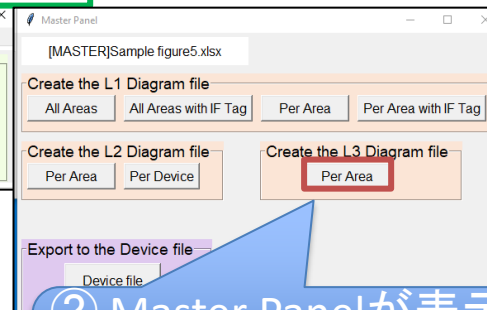 Master Panel
[MASTER]Sample figure5.xlsx
Create the L1 Diagram file
All Areas All Areas with IF Tag Per Area Per Area with IF Tag
Create the L2 Diagram file Create the L3 Diagram file
Per Area Per Device Per Area
Export to the Device file
Device file
② Master Panelが表示